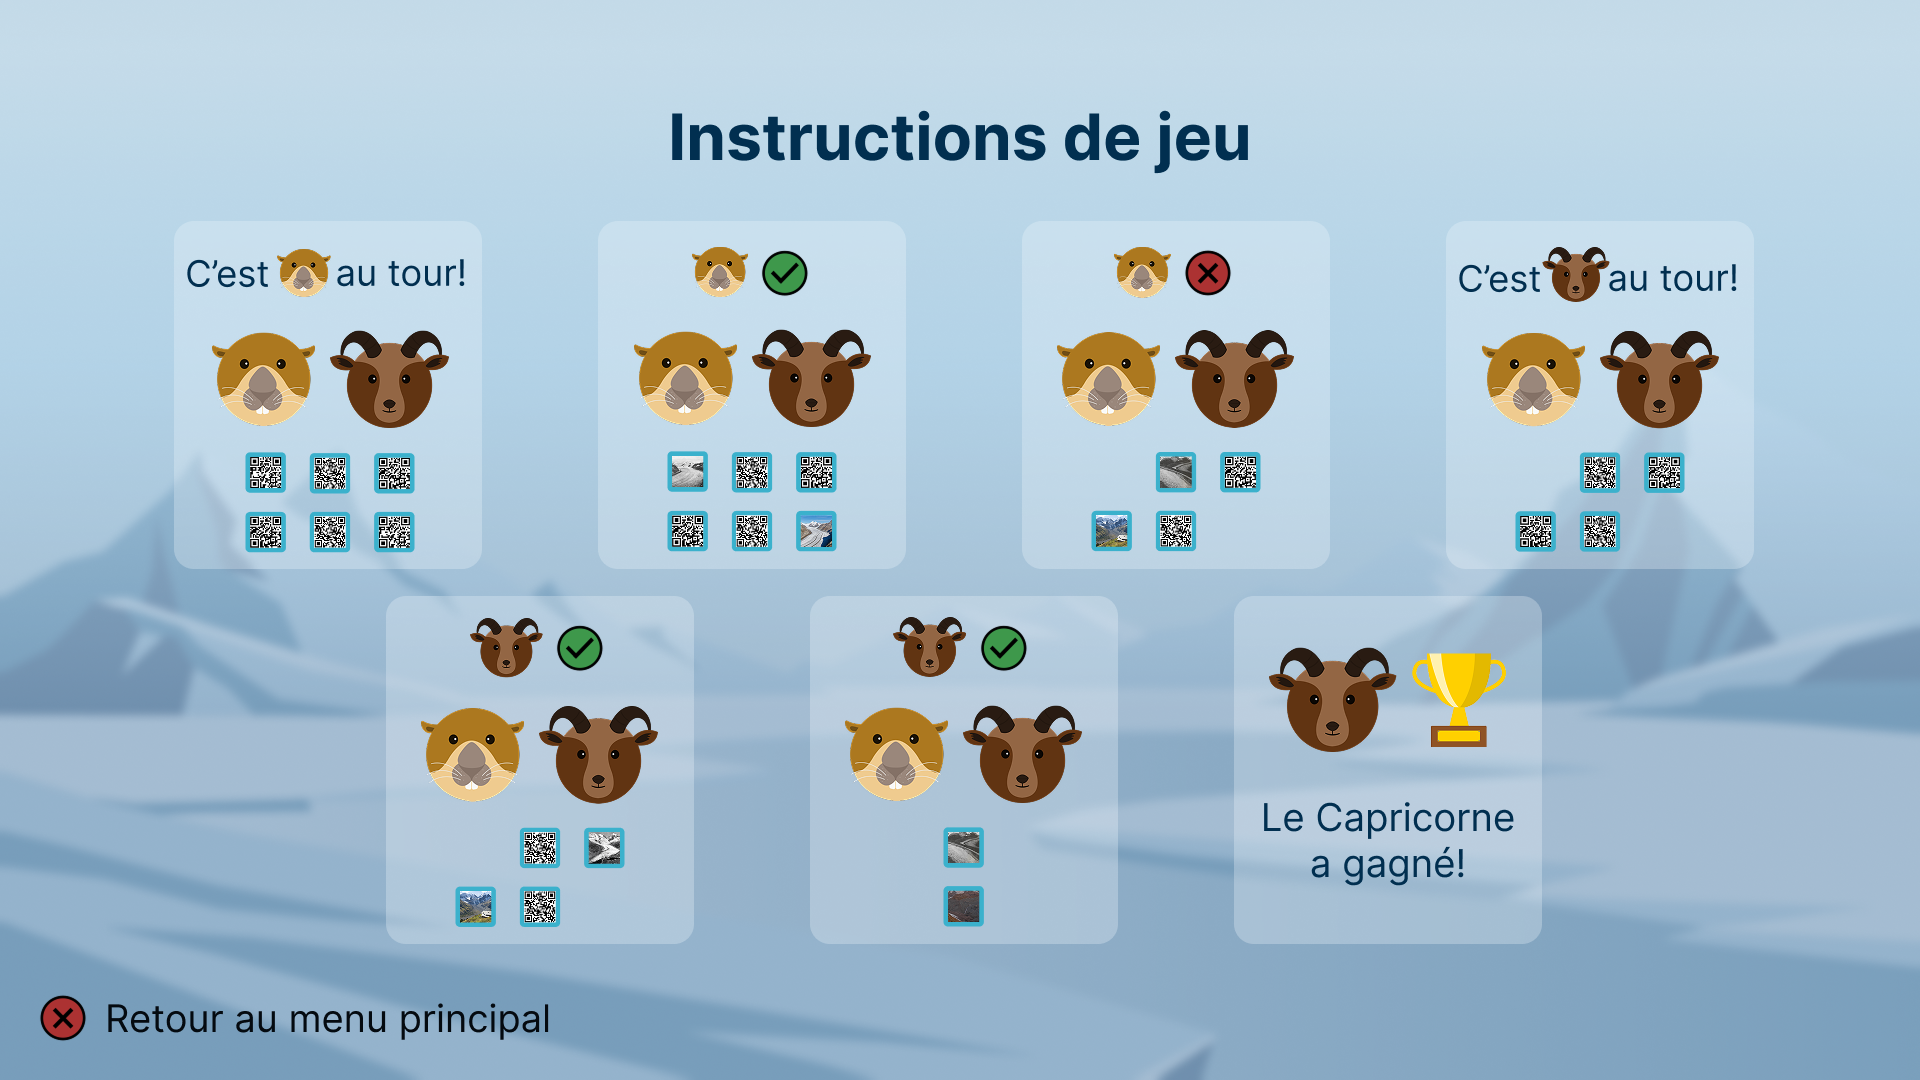 Instructions de jeu
C’est au tour!
C’est au tour!
Le Capricorne
a gagné!
Retour au menu principal